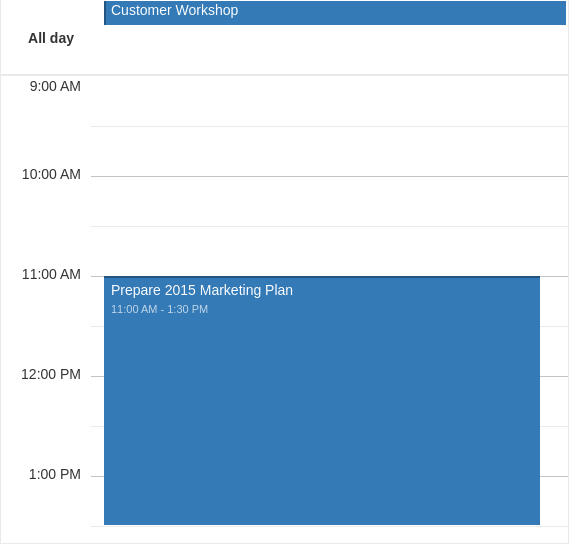 Customer Workshop
All day
9:00 AM
10:00 AM
11:00 AM
Prepare 2015 Marketing Plan
11:00 AM - 1:30 PM
12:00 PM
1:00 PM